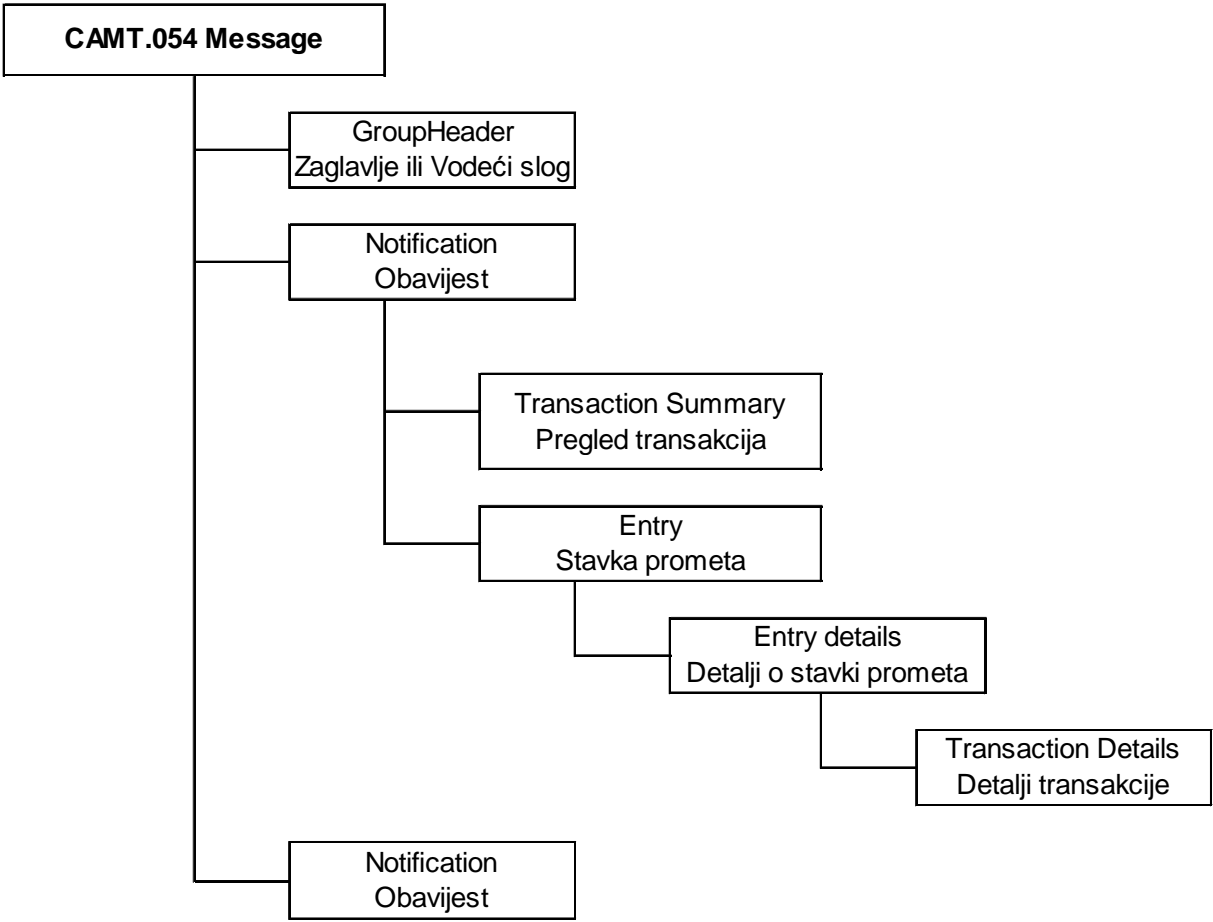 CAMT.054 Message
GroupHeader
Zaglavlje ili Vodeći slog
Notification
Obavijest
Transaction Summary
Pregled transakcija
Entry
Stavka prometa
Entry details
Detalji o stavki prometa
Transaction Details
Detalji transakcije
Notification
Obavijest